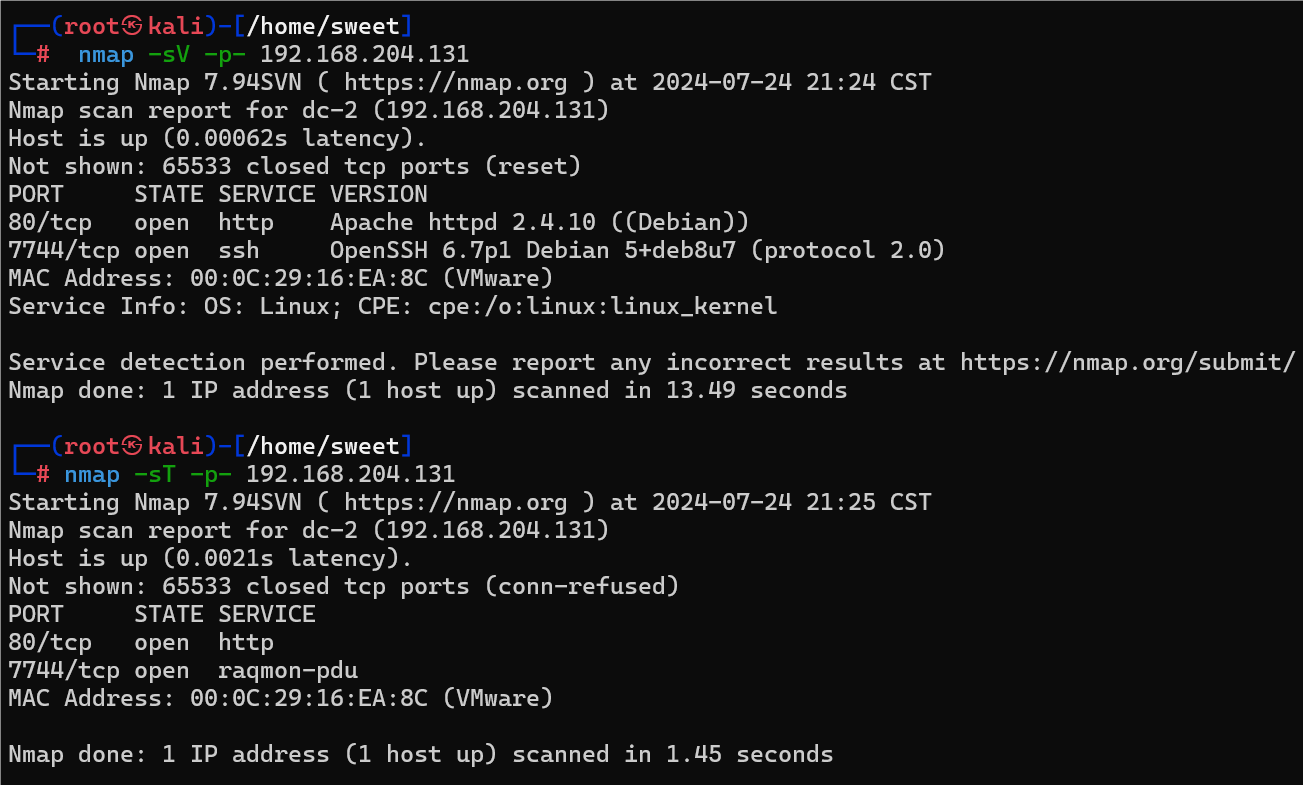 ┌──(root㉿kali)-[/home/sweet]
└─#  nmap -sV -p- 192.168.204.131
Starting Nmap 7.94SVN ( https://nmap.org ) at 2024-07-24 21:24 CST
Nmap scan report for dc-2 (192.168.204.131)
Host is up (0.00062s latency).
Not shown: 65533 closed tcp ports (reset)
PORT     STATE SERVICE VERSION
80/tcp   open  http    Apache httpd 2.4.10 ((Debian))
7744/tcp open  ssh     OpenSSH 6.7p1 Debian 5+deb8u7 (protocol 2.0)
MAC Address: 00:0C:29:16:EA:8C (VMware)
Service Info: OS: Linux; CPE: cpe:/o:linux:linux_kernel

Service detection performed. Please report any incorrect results at https://nmap.org/submit/
Nmap done: 1 IP address (1 host up) scanned in 13.49 seconds

┌──(root㉿kali)-[/home/sweet]
└─# nmap -sT -p- 192.168.204.131
Starting Nmap 7.94SVN ( https://nmap.org ) at 2024-07-24 21:25 CST
Nmap scan report for dc-2 (192.168.204.131)
Host is up (0.0021s latency).
Not shown: 65533 closed tcp ports (conn-refused)
PORT     STATE SERVICE
80/tcp   open  http
7744/tcp open  raqmon-pdu
MAC Address: 00:0C:29:16:EA:8C (VMware)

Nmap done: 1 IP address (1 host up) scanned in 1.45 seconds